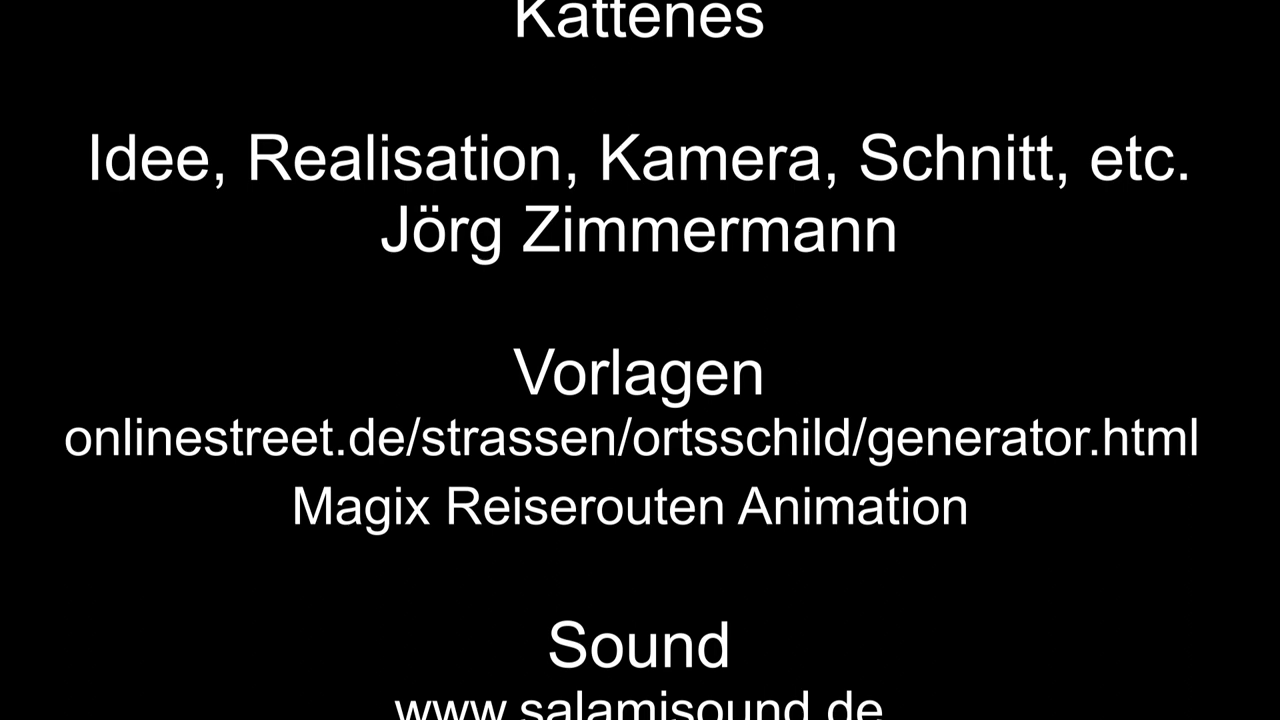 Kattenes
Idee, Realisation, Kamera, Schnitt, etc.
Jörg Zimmermann
Vorlagen
onlinestreet.de/strassen/ortsschild/generator.html
Magix Reiserouten Animation
Sound
www.salamisound.de